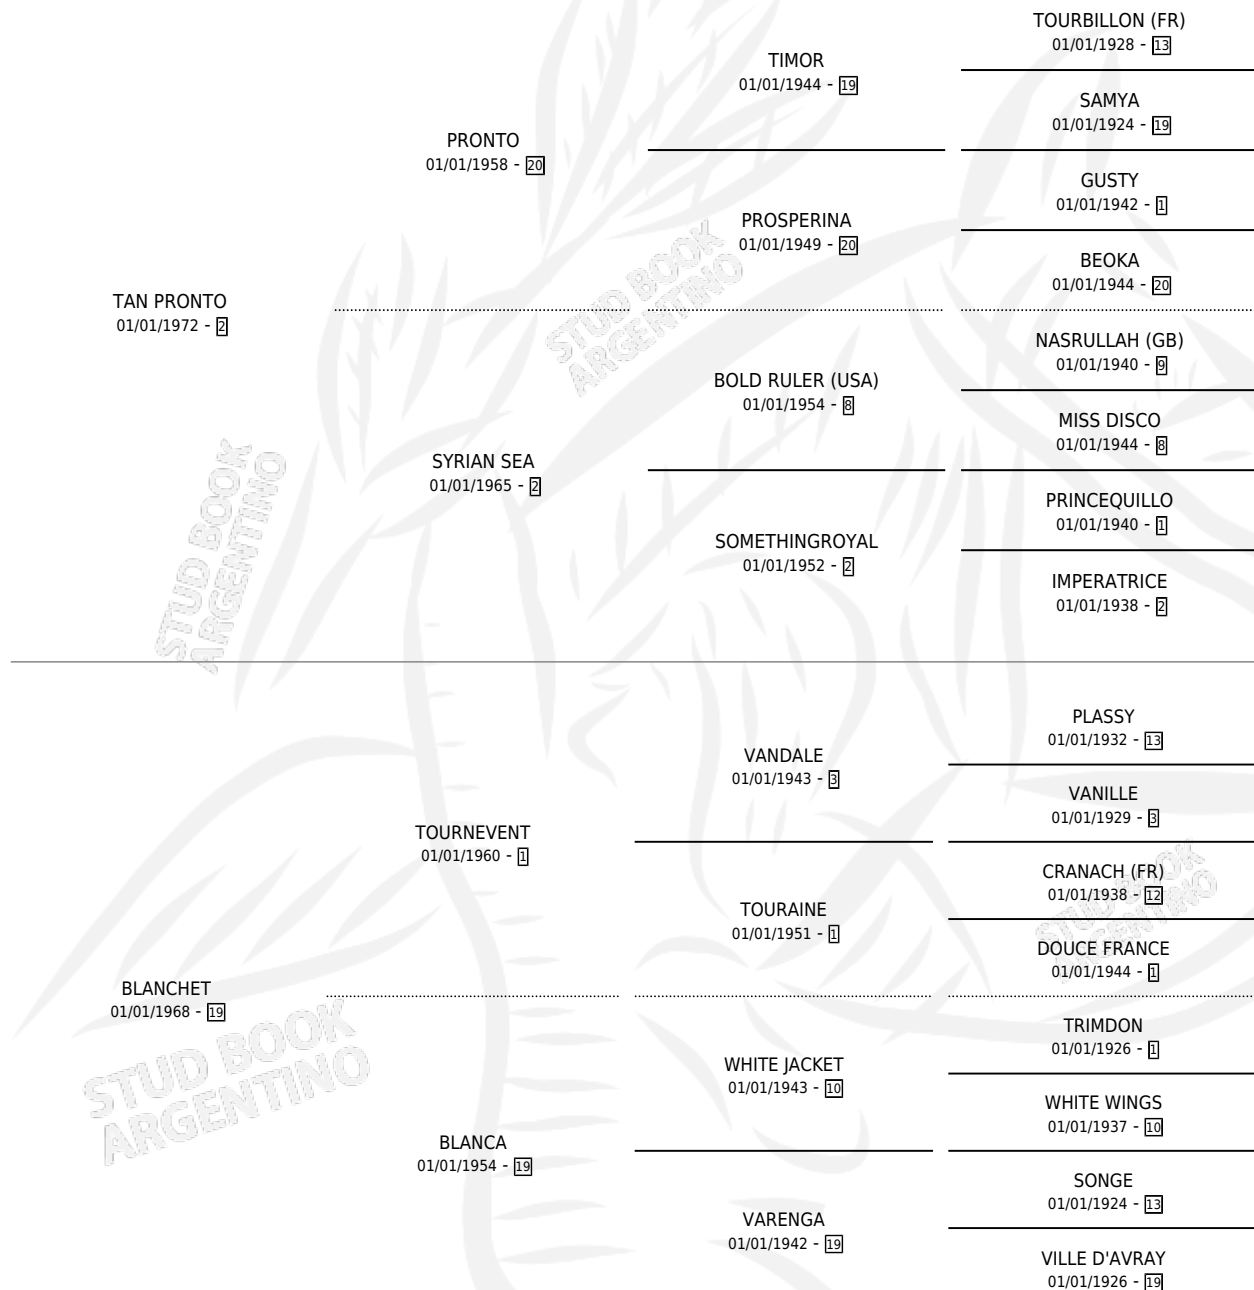 TOURBILLON (FR)
01/01/1928 - 13
TIMOR
01/01/1944 - 19
SAMYA
01/01/1924 - 19
PRONTO
01/01/1958 - 20
GUSTY
01/01/1942 - 1
PROSPERINA
01/01/1949 - 20
BEOKA
01/01/1944 - 20
TAN PRONTO
01/01/1972 - 2
NASRULLAH (GB)
01/01/1940 - 9
BOLD RULER (USA)
01/01/1954 - 8
MISS DISCO
01/01/1944 - 8
SYRIAN SEA
01/01/1965 - 2
PRINCEQUILLO
01/01/1940 - 1
SOMETHINGROYAL
01/01/1952 - 2
IMPERATRICE
01/01/1938 - 2
PLASSY
01/01/1932 - 13
VANDALE
01/01/1943 - 3
VANILLE
01/01/1929 - 3
TOURNEVENT
01/01/1960 - 1
CRANACH (FR)
01/01/1938 - 12
TOURAINE
01/01/1951 - 1
DOUCE FRANCE
01/01/1944 - 1
BLANCHET
01/01/1968 - 19
TRIMDON
01/01/1926 - 1
WHITE JACKET
01/01/1943 - 10
WHITE WINGS
01/01/1937 - 10
BLANCA
01/01/1954 - 19
SONGE
01/01/1924 - 13
VARENGA
01/01/1942 - 19
VILLE D'AVRAY
01/01/1926 - 19
STUD BOOK
ARGENTINO
STUD BOOK
ARGENTINO
STUD BOOK
ARGENTINO
STUD BOOK
ARGENTINO